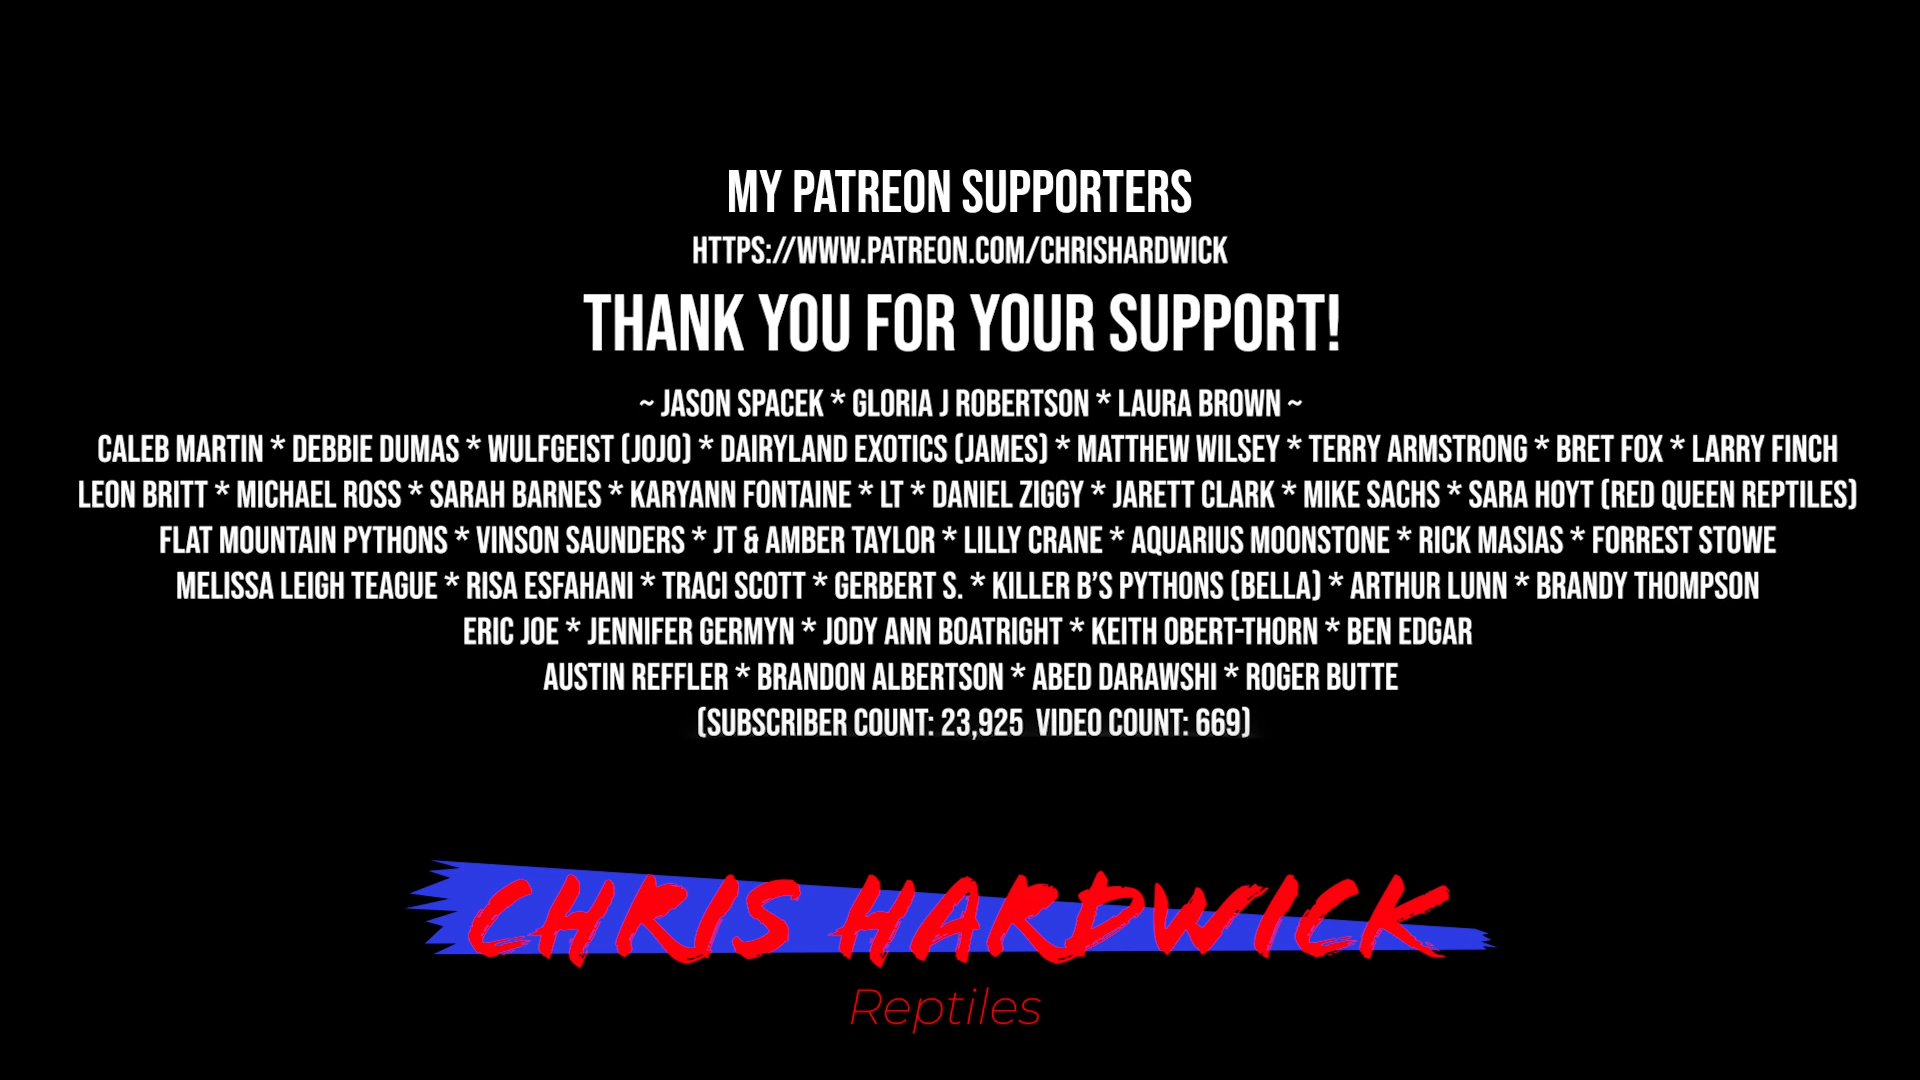 MY PATREON SUPPORTERS
HTTPS://WWW.PATREON.COM/CHRISHARDWICK
THANK YOU FOR YOUR SUPPORT!
~ JASON SPACEK * GLORIA J ROBERTSON * LAURA BROWN ~
CALEB MARTIN * DEBBIE DUMAS * WULFGEIST (JOJO) * DAIRYLAND EXOTICS (JAMES) * MATTHEW WILSEY * TERRY ARMSTRONG * BRET FOX * LARRY FINCH
LEON BRITT * MICHAEL ROSS * SARAH BARNES * KARYANN FONTAINE * LT * DANIEL ZIGGY * JARETT CLARK * MIKE SACHS * SARA HOYT (RED QUEEN REPTILES)
FLAT MOUNTAIN PYTHONS * VINSON SAUNDERS * JT & AMBER TAYLOR * LILLY CRANE * AQUARIUS MOONSTONE * RICK MASIAS * FORREST STOWE
MELISSA LEIGH TEAGUE * RISA ESFAHANI * TRACI SCOTT * GERBERT S. * KILLER B'S PYTHONS (BELLA) * ARTHUR LUNN * BRANDY THOMPSON
ERIC JOE * JENNIFER GERMYN * JODY ANN BOATRIGHT * KEITH OBERT-THORN * BEN EDGAR
AUSTIN REFFLER * BRANDON ALBERTSON * ABED DARAWSHI * ROGER BUTTE
(SUBSCRIBER COUNT: 23,925  VIDEO COUNT: 669)
CHRIS HARDWICK
Reptiles